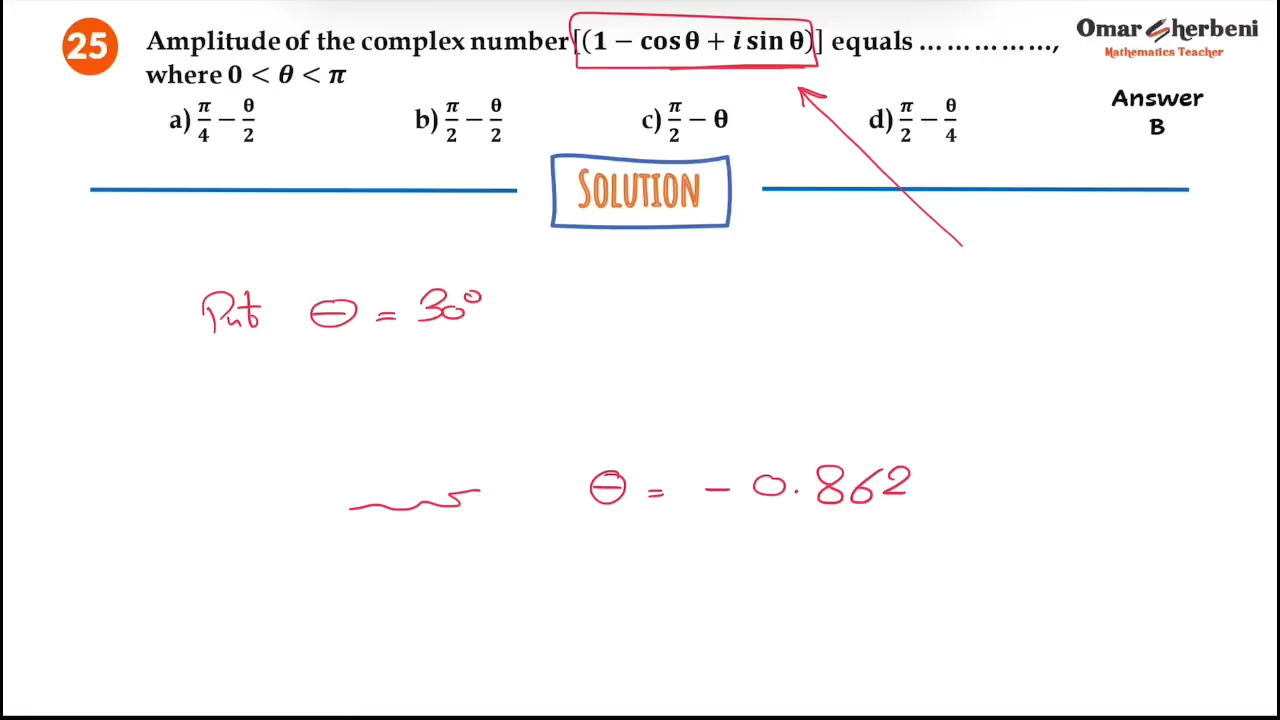 25 Amplitude of the complex number [(1 − cos θ + i sin θ)] equals ……………,
where 0 < θ < π
a) π/4 − θ/2 b) π/2 − θ/2 c) π/2 − θ d) π/2 − θ/4
Omar Sherbeni
Mathematics Teacher
Answer
B
SOLUTION
Put θ = 30°
θ = - 0.862